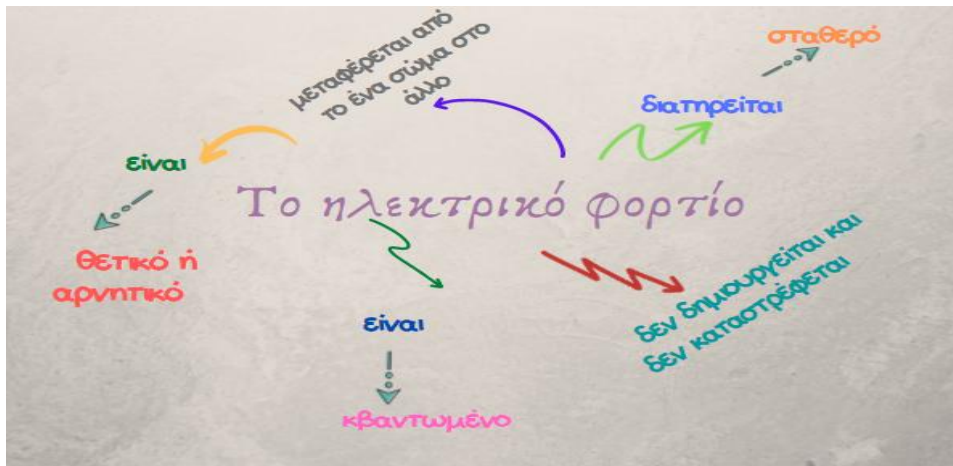 μεταφέρεται από
το ένα σώμα στο
άλλο
σταθερό
διατηρείται
είναι
Το ηλεκτρικό φορτίο
θετικό ή
αρνητικό
δεν δημιουργείται και
δεν καταστρέφεται
είναι
κβαντωμένο